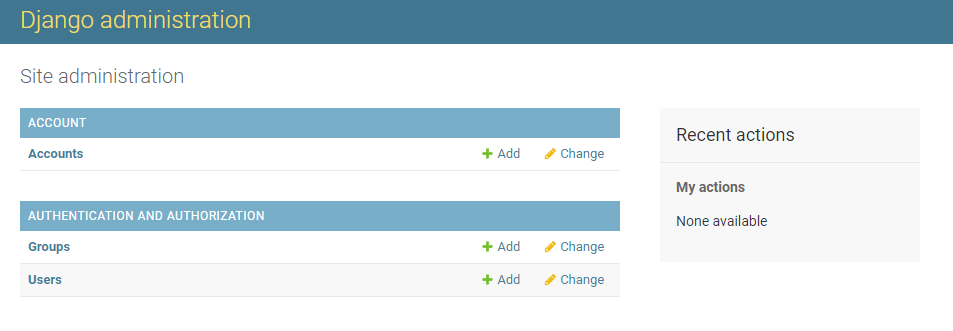 Django administration
Site administration
ACCOUNT
Accounts Add Change
AUTHENTICATION AND AUTHORIZATION
Groups Add Change
Users Add Change
Recent actions
My actions
None available